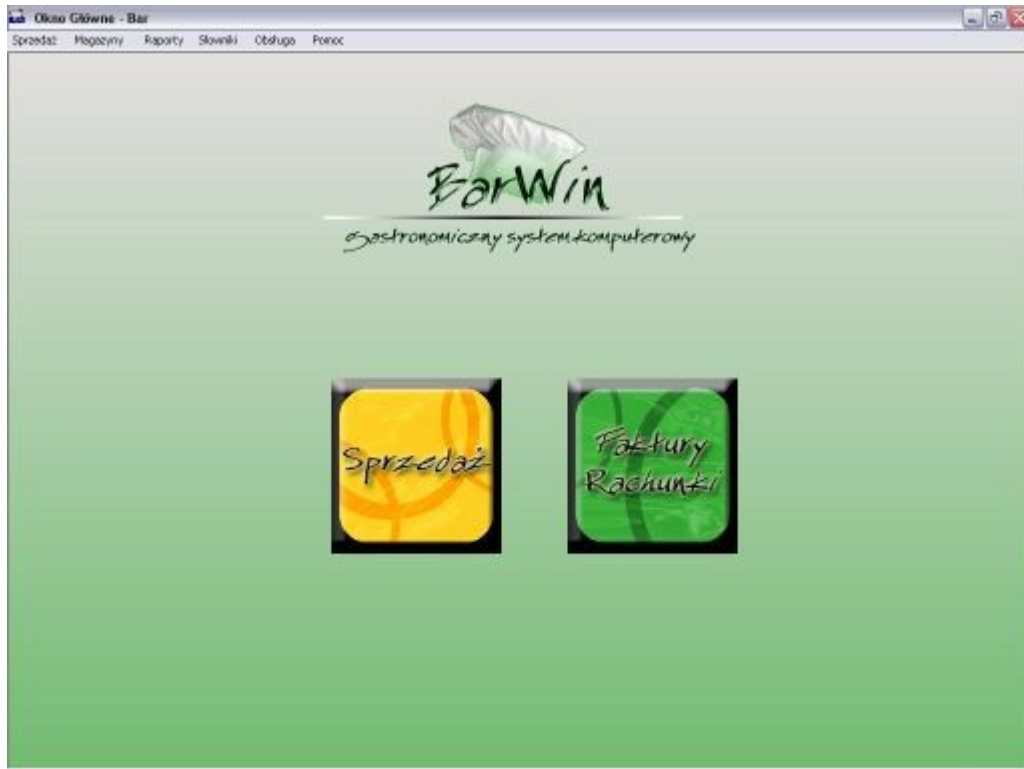 Okno Główne - Bar
Sprzedaż Magazyny Raporty Słowniki Obsługa Pomoc
BarWin
gastronomiczny system komputerowy
Sprzedaż
Faktury
Rachunki